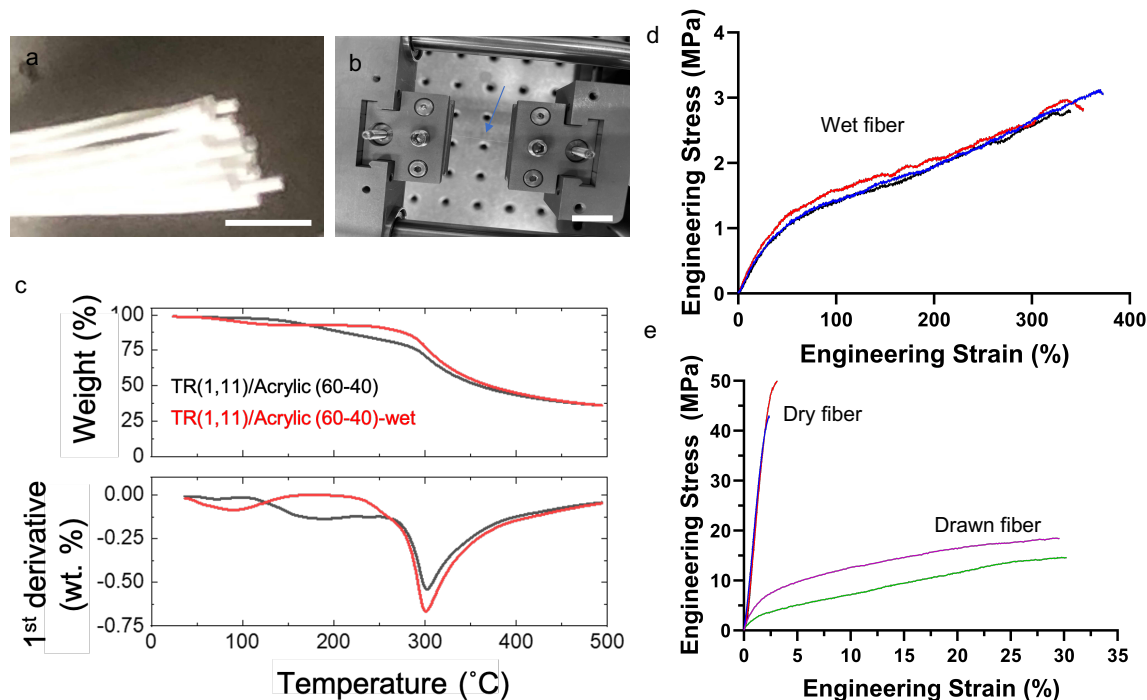 a
b
c
100
75
50
25
0
Weight (%)
TR(1,11)/Acrylic (60-40)
TR(1,11)/Acrylic (60-40)-wet
0.00
-0.25
-0.50
-0.75
1st derivative
(wt. %)
0 100 200 300 400 500
Temperature (˚C)
d
4
3
2
1
0
Engineering Stress (MPa)
Wet fiber
0 100 200 300 400
Engineering Strain (%)
e
50
40
30
20
10
0
Engineering Stress (MPa)
Dry fiber
Drawn fiber
0 5 10 15 20 25 30 35
Engineering Strain (%)